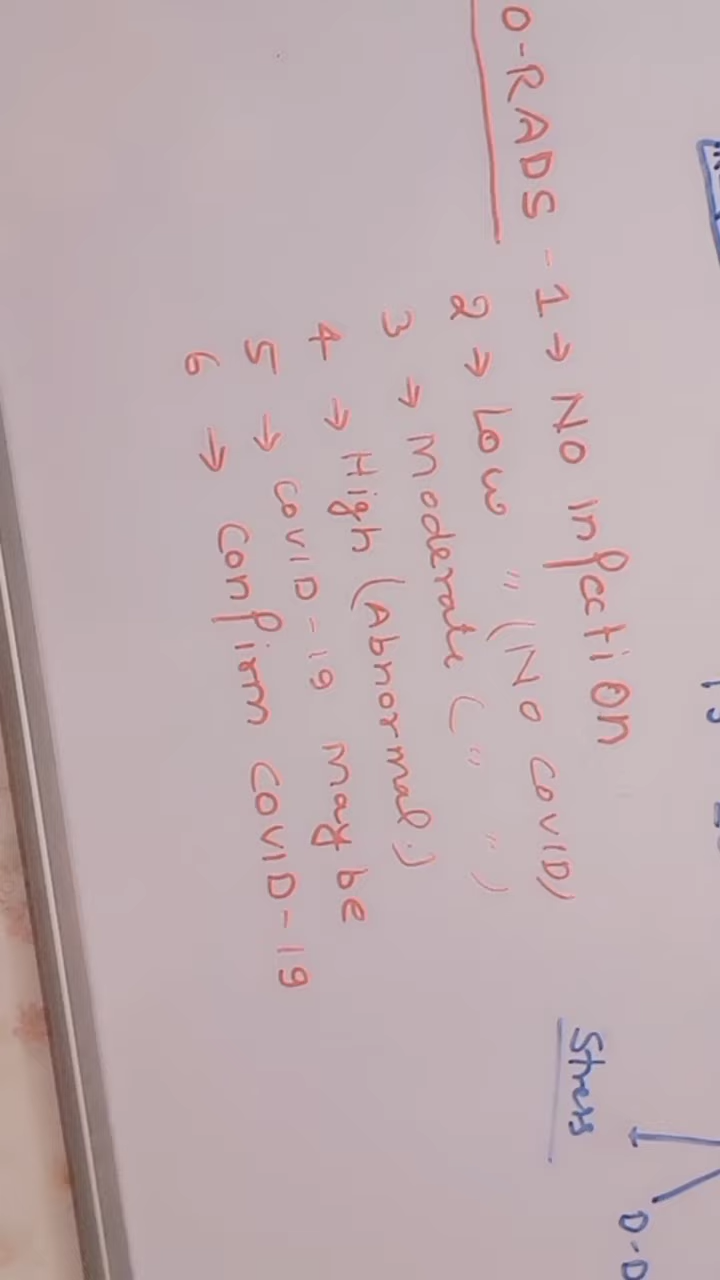 O-RADS - 1 → No Infection
2 → Low " (No COVID)
3 → Moderate ( " " )
4 → High (Abnormal)
5 → COVID-19 may be
6 → Confirm COVID-19
Stress
D-D